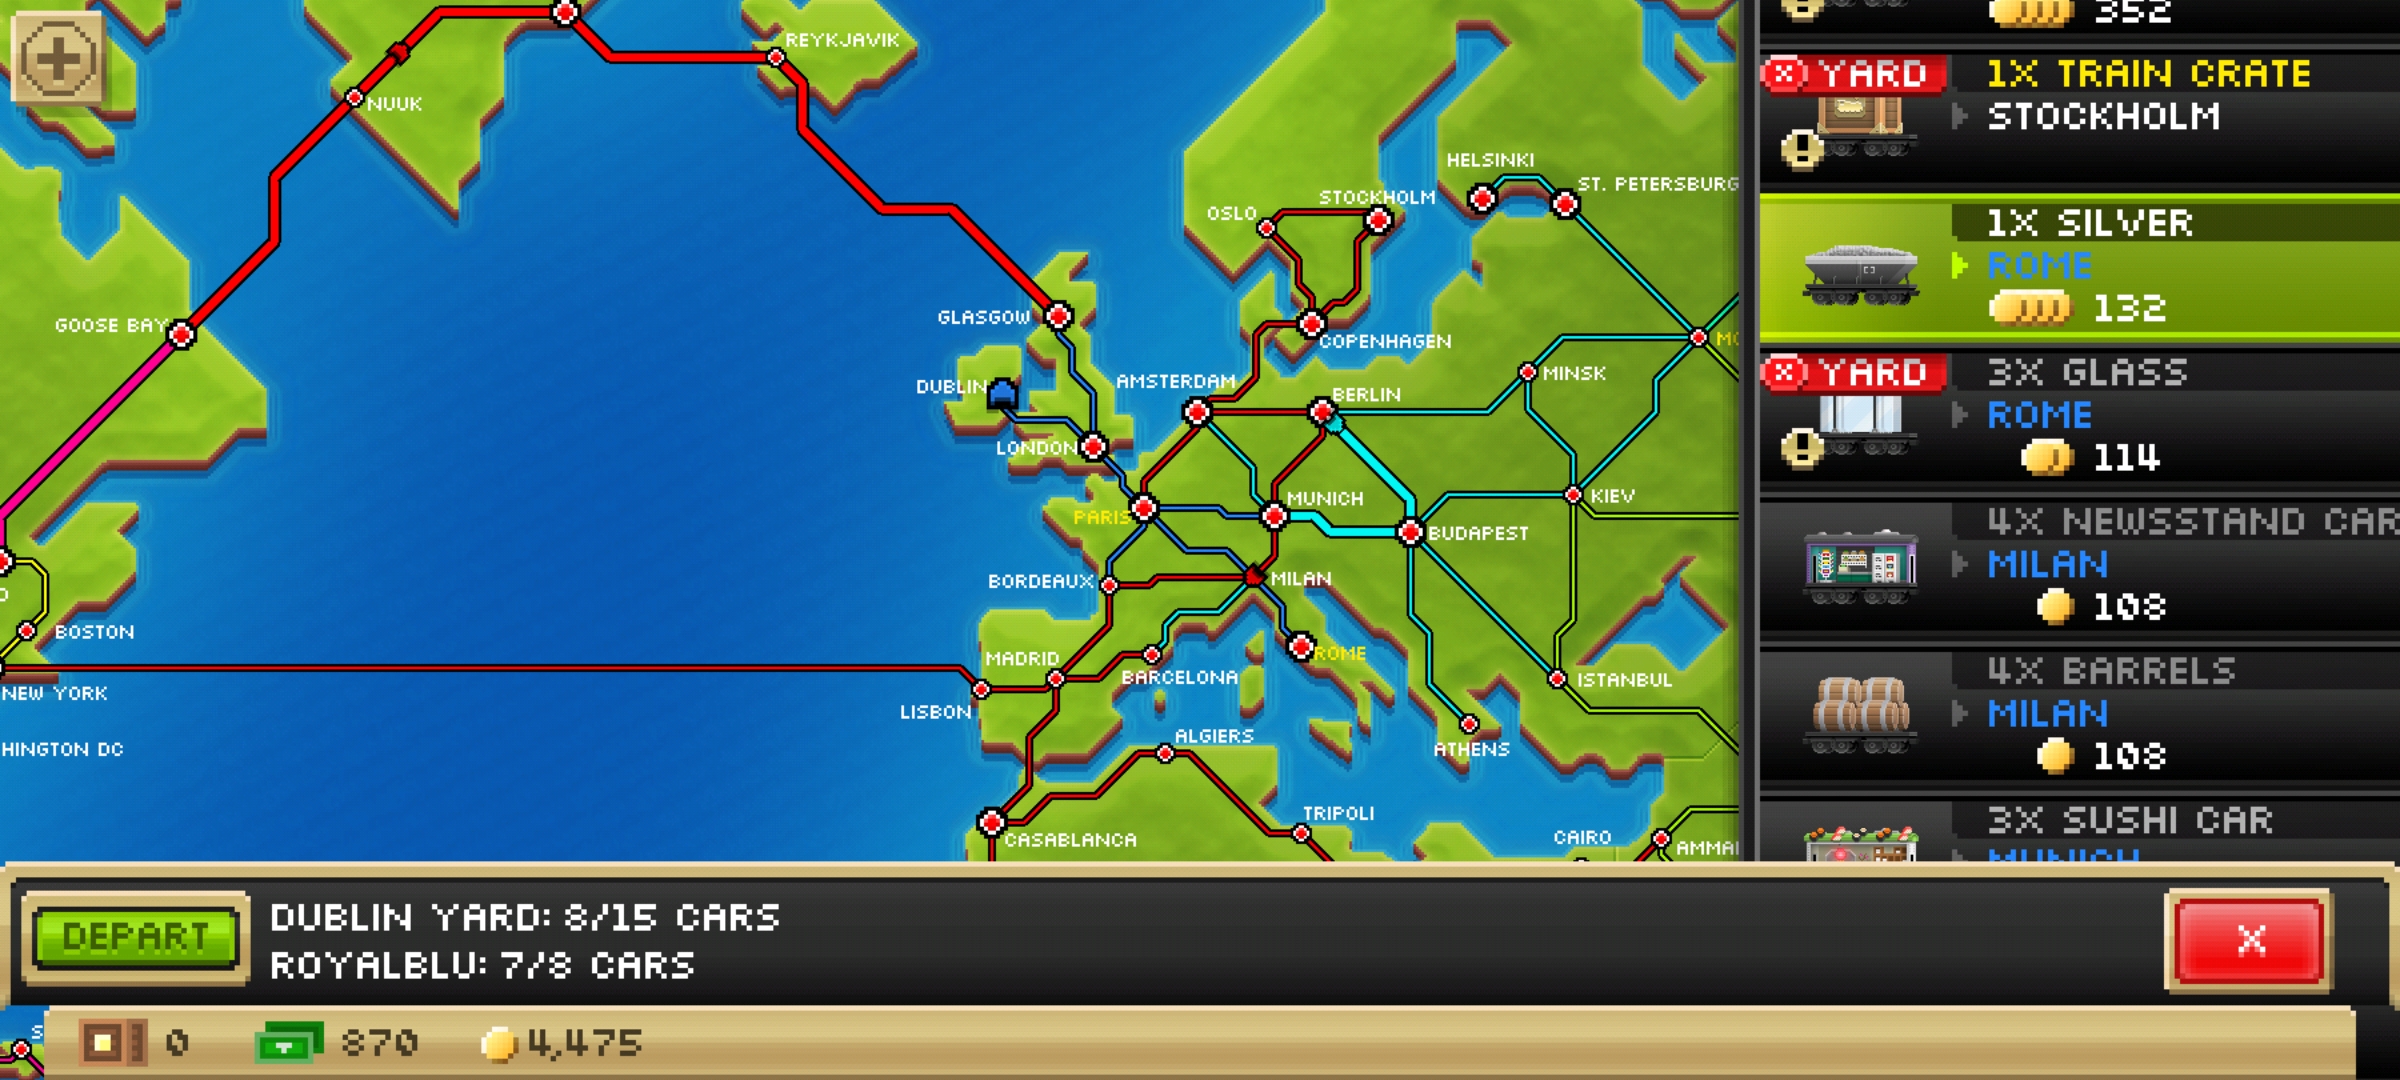 REYKJAVIK
NUUK
HELSINKI
ST. PETERSBURG
STOCKHOLM
OSLO
GLASGOW
GOOSE BAY
COPENHAGEN
MINSK
DUBLIN
AMSTERDAM
BERLIN
LONDON
MUNICH
KIEV
PARIS
BUDAPEST
BORDEAUX
MILAN
BOSTON
MADRID
ROME
BARCELONA
ISTANBUL
NEW YORK
LISBON
HINGTON DC
ALGIERS
ATHENS
TRIPOLI
CASABLANCA
CAIRO
AMMA
352
YARD
1X TRAIN CRATE
STOCKHOLM
1X SILVER
ROME
132
YARD
3X GLASS
ROME
114
4X NEWSSTAND CAR
MILAN
108
4X BARRELS
MILAN
108
3X SUSHI CAR
MUNICH
DEPART
DUBLIN YARD: 8/15 CARS
ROYALBLU: 7/8 CARS
X
0
870
4,475